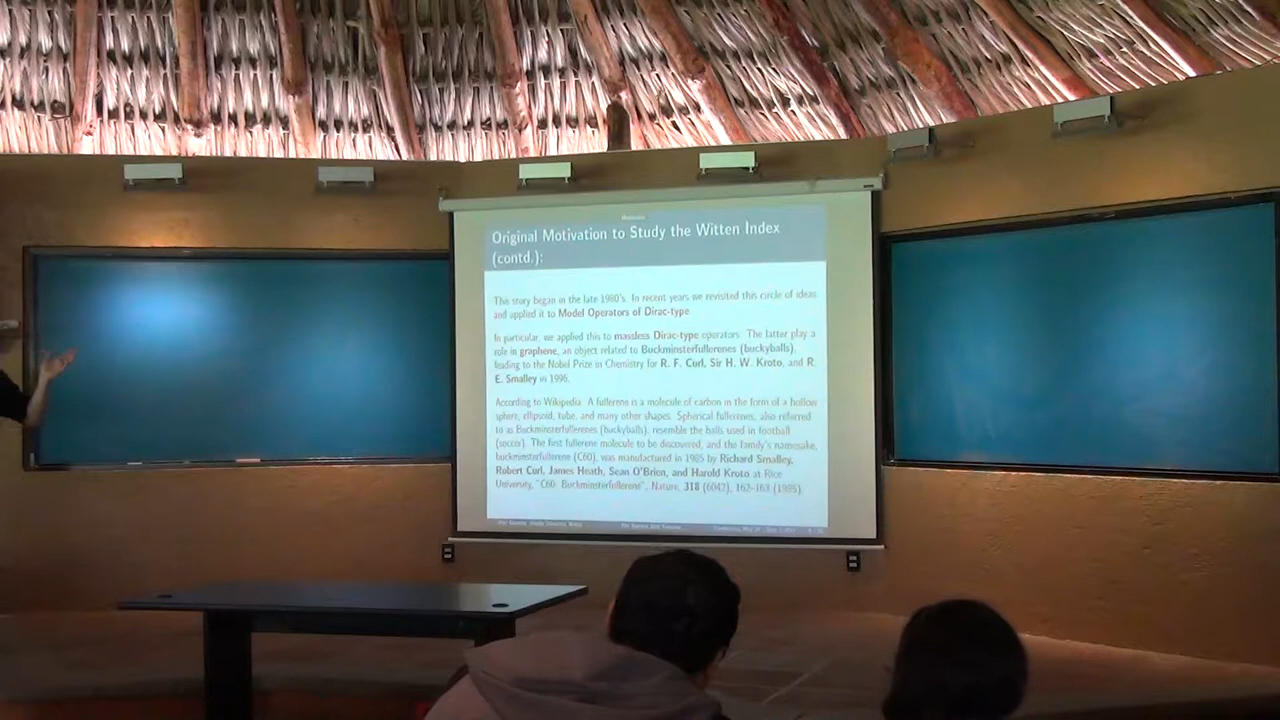 Motivation
Original Motivation to Study the Witten Index
(contd.):
This story began in the late 1980's. In recent years we revisited this circle of ideas
and applied it to Model Operators of Dirac-type
In particular, we applied this to massless Dirac-type operators. The latter play a
role in graphene, an object related to Buckminsterfullerenes (buckyballs),
leading to the Nobel Prize in Chemistry for R. F. Curl, Sir H. W. Kroto, and R.
E. Smalley in 1996.
According to Wikipedia: A fullerene is a molecule of carbon in the form of a hollow
sphere, ellipsoid, tube, and many other shapes. Spherical fullerenes, also referred
to as Buckminsterfullerenes (buckyballs), resemble the balls used in football
(soccer). The first fullerene molecule to be discovered, and the family's namesake,
buckminsterfullerene (C60), was manufactured in 1985 by Richard Smalley,
Robert Curl, James Heath, Sean O'Brien, and Harold Kroto at Rice
University, "C60: Buckminsterfullerene", Nature, 318 (6042), 162–163 (1985).